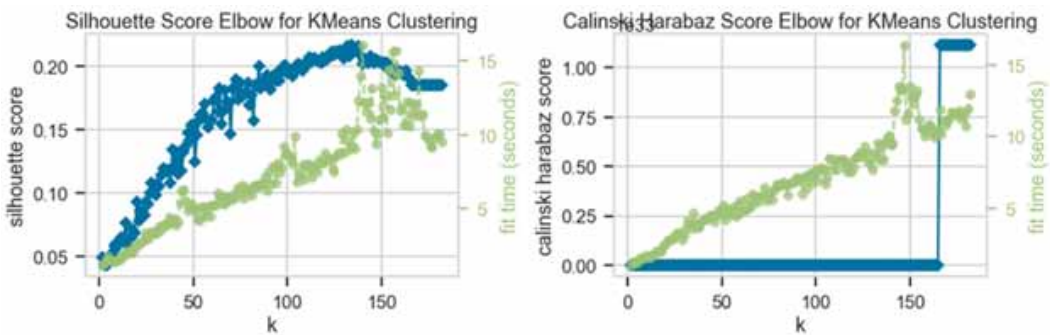 Silhouette Score Elbow for KMeans Clustering
silhouette score
0.20
0.15
0.10
0.05
15
10
5
fit time (seconds)
0 50 100 150
k
Calinski Harabaz Score Elbow for KMeans Clustering
1e33
calinski harabaz score
1.00
0.75
0.50
0.25
0.00
15
10
5
fit time (seconds)
0 50 100 150
k